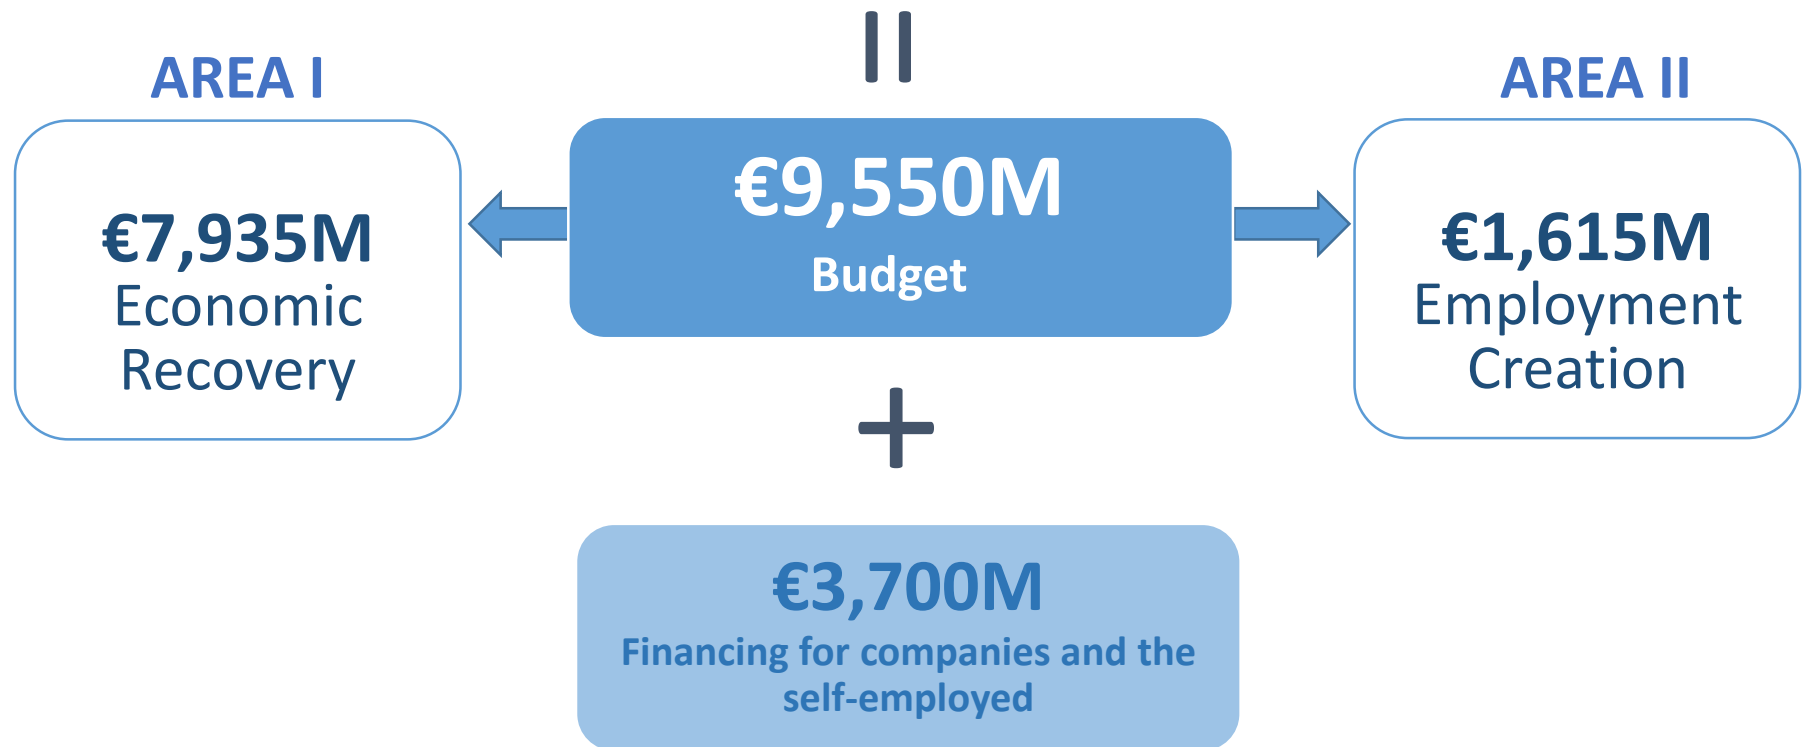 AREA I
€7,935M
Economic
Recovery
€9,550M
Budget
+
€3,700M
Financing for companies and the
self-employed
AREA II
€1,615M
Employment
Creation